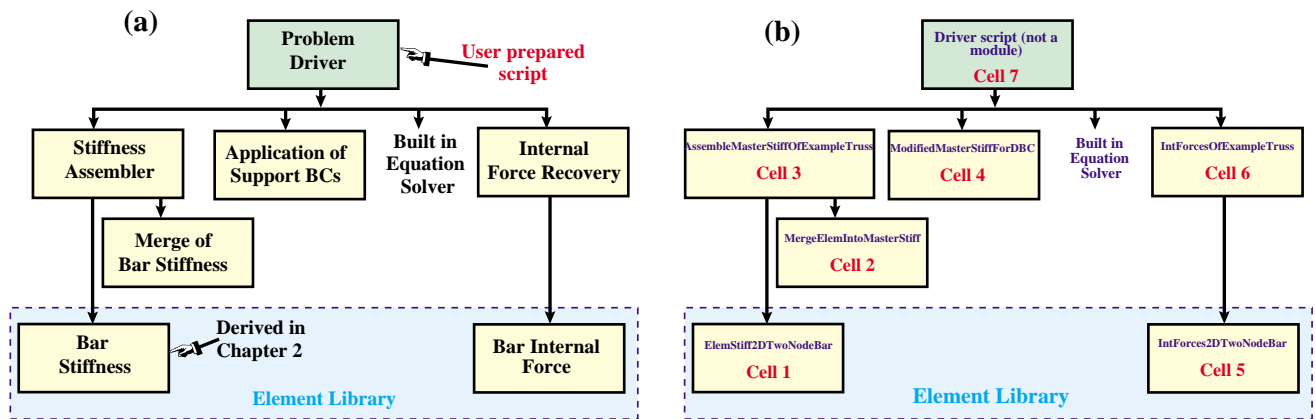 (a)
Problem
Driver
User prepared
script
Stiffness
Assembler
Application of
Support BCs
Built in
Equation
Solver
Internal
Force Recovery
Merge of
Bar Stiffness
Bar
Stiffness
Derived in
Chapter 2
Bar Internal
Force
Element Library
(b)
Driver script (not a
module)
Cell 7
AssembleMasterStiffOfExampleTruss
Cell 3
ModifiedMasterStiffForDBC
Cell 4
Built in
Equation
Solver
IntForcesOfExampleTruss
Cell 6
MergeElemIntoMasterStiff
Cell 2
ElemStiff2DTwoNodeBar
Cell 1
IntForces2DTwoNodeBar
Cell 5
Element Library